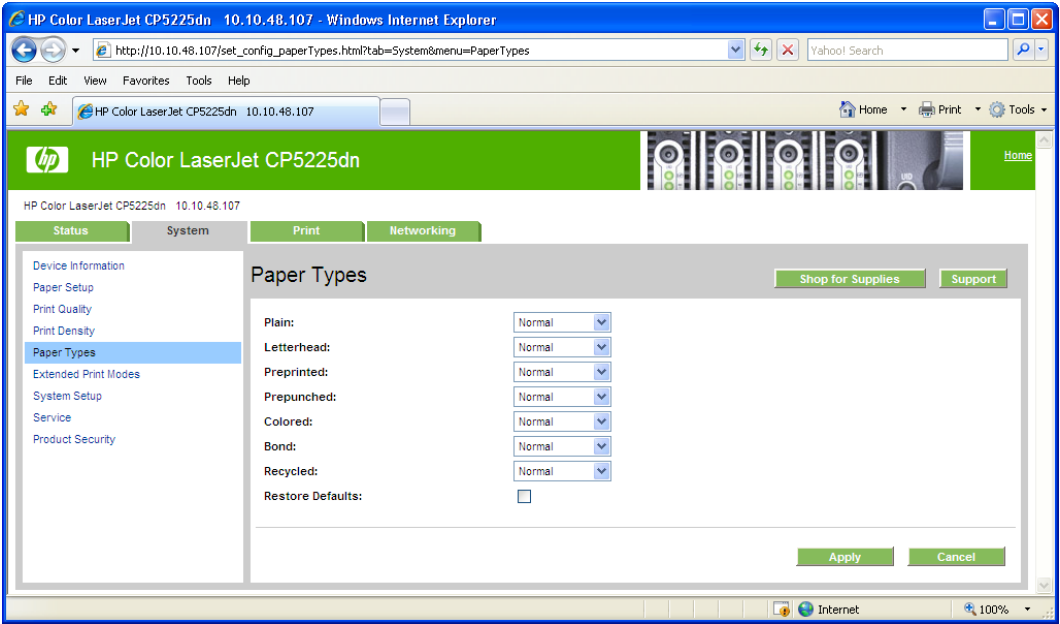 HP Color LaserJet CP5225dn   10.10.48.107 - Windows Internet Explorer
http://10.10.48.107/set_config_paperTypes.html?tab=System&menu=PaperTypes
Yahoo! Search
File Edit View Favorites Tools Help
HP Color LaserJet CP5225dn   10.10.48.107
Home Print Tools
hp HP Color LaserJet CP5225dn
Home
HP Color LaserJet CP5225dn   10.10.48.107
Status System Print Networking
Device Information
Paper Setup
Print Quality
Print Density
Paper Types
Extended Print Modes
System Setup
Service
Product Security
Paper Types
Shop for Supplies Support
Plain: Normal
Letterhead: Normal
Preprinted: Normal
Prepunched: Normal
Colored: Normal
Bond: Normal
Recycled: Normal
Restore Defaults:
Apply Cancel
Internet 100%